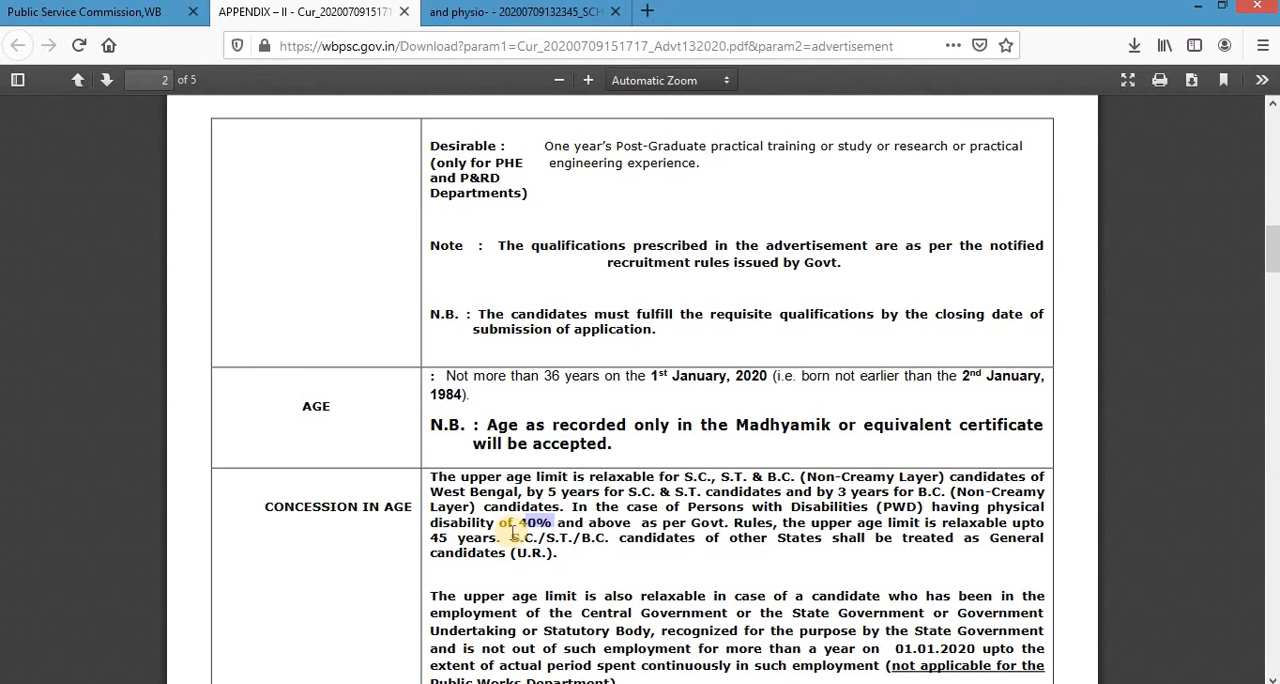 Public Service Commission,WB
APPENDIX – II - Cur_20200709151717
and physio- - 20200709132345_SCH
https://wbpsc.gov.in/Download?param1=Cur_20200709151717_Advt132020.pdf&param2=advertisement
2 of 5
Automatic Zoom
Desirable : One year's Post-Graduate practical training or study or research or practical
(only for PHE engineering experience.
and P&RD
Departments)
Note : The qualifications prescribed in the advertisement are as per the notified
recruitment rules issued by Govt.
N.B. : The candidates must fulfill the requisite qualifications by the closing date of
submission of application.
AGE
: Not more than 36 years on the 1st January, 2020 (i.e. born not earlier than the 2nd January,
1984).
N.B. : Age as recorded only in the Madhyamik or equivalent certificate
will be accepted.
CONCESSION IN AGE
The upper age limit is relaxable for S.C., S.T. & B.C. (Non-Creamy Layer) candidates of
West Bengal, by 5 years for S.C. & S.T. candidates and by 3 years for B.C. (Non-Creamy
Layer) candidates. In the case of Persons with Disabilities (PWD) having physical
disability of 40% and above as per Govt. Rules, the upper age limit is relaxable upto
45 years. S.C./S.T./B.C. candidates of other States shall be treated as General
candidates (U.R.).
The upper age limit is also relaxable in case of a candidate who has been in the
employment of the Central Government or the State Government or Government
Undertaking or Statutory Body, recognized for the purpose by the State Government
and is not out of such employment for more than a year on 01.01.2020 upto the
extent of actual period spent continuously in such employment (not applicable for the
Public Works Department)